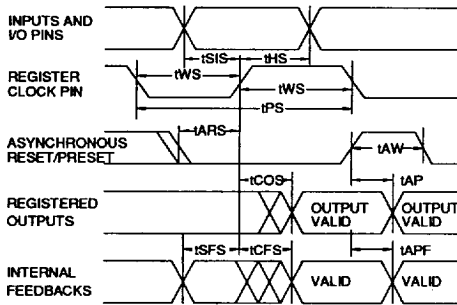 INPUTS AND
I/O PINS
tSIS
tHS
REGISTER
CLOCK PIN
tWS
tWS
tPS
ASYNCHRONOUS
RESET/PRESET
tARS
tAW
REGISTERED
OUTPUTS
tCOS
tAP
OUTPUT
VALID
OUTPUT
VALID
INTERNAL
FEEDBACKS
tSFS
tCFS
tAPF
VALID
VALID